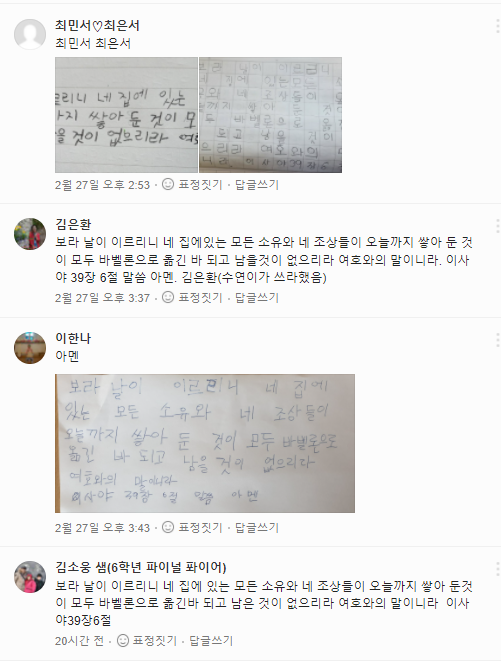 최민서♡최은서
최민서 최은서
보리니 네 집에 있는
까지 쌓아 둔 것이 모
을 것이 없으리라 여호
2월 27일 오후 2:53 · 표정짓기 · 답글쓰기
김은환
보라 날이 이르리니 네 집에있는 모든 소유와 네 조상들이 오늘까지 쌓아 둔 것
이 모두 바벨론으로 옮긴 바 되고 남을것이 없으리라 여호와의 말이니라. 이사
야 39장 6절 말씀 아멘. 김은환(수연이가 쓰라했음)
2월 27일 오후 3:37 · 표정짓기 · 답글쓰기
이한나
아멘
보라 날이 이르리니 네 집에
있는 모든 소유와 네 조상들이
오늘까지 쌓아 둔 것이 모두 바벨론으로
옮긴 바 되고 남을 것이 없으리라
여호와의 말이니라
이사야 39장 6절 말씀 아멘
2월 27일 오후 3:43 · 표정짓기 · 답글쓰기
김소웅 샘(6학년 파이널 퐈이어)
보라 날이 이르리니 네 집에 있는 모든 소유와 네 조상들이 오늘까지 쌓아 둔것
이 모두 바벨론으로 옮긴바 되고 남은 것이 없으리라 여호와의 말이니라 이사
야39장6절
20시간 전 · 표정짓기 · 답글쓰기